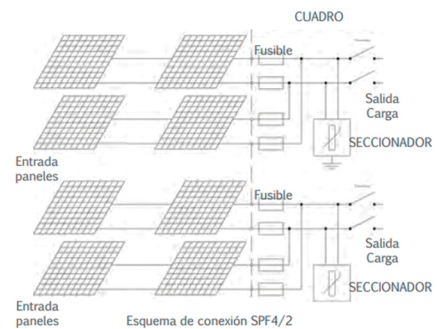 CUADRO
Fusible
Salida
Carga
SECCIONADOR
Entrada
paneles
Fusible
Salida
Carga
SECCIONADOR
Entrada
paneles
Esquema de conexión SPF4/2